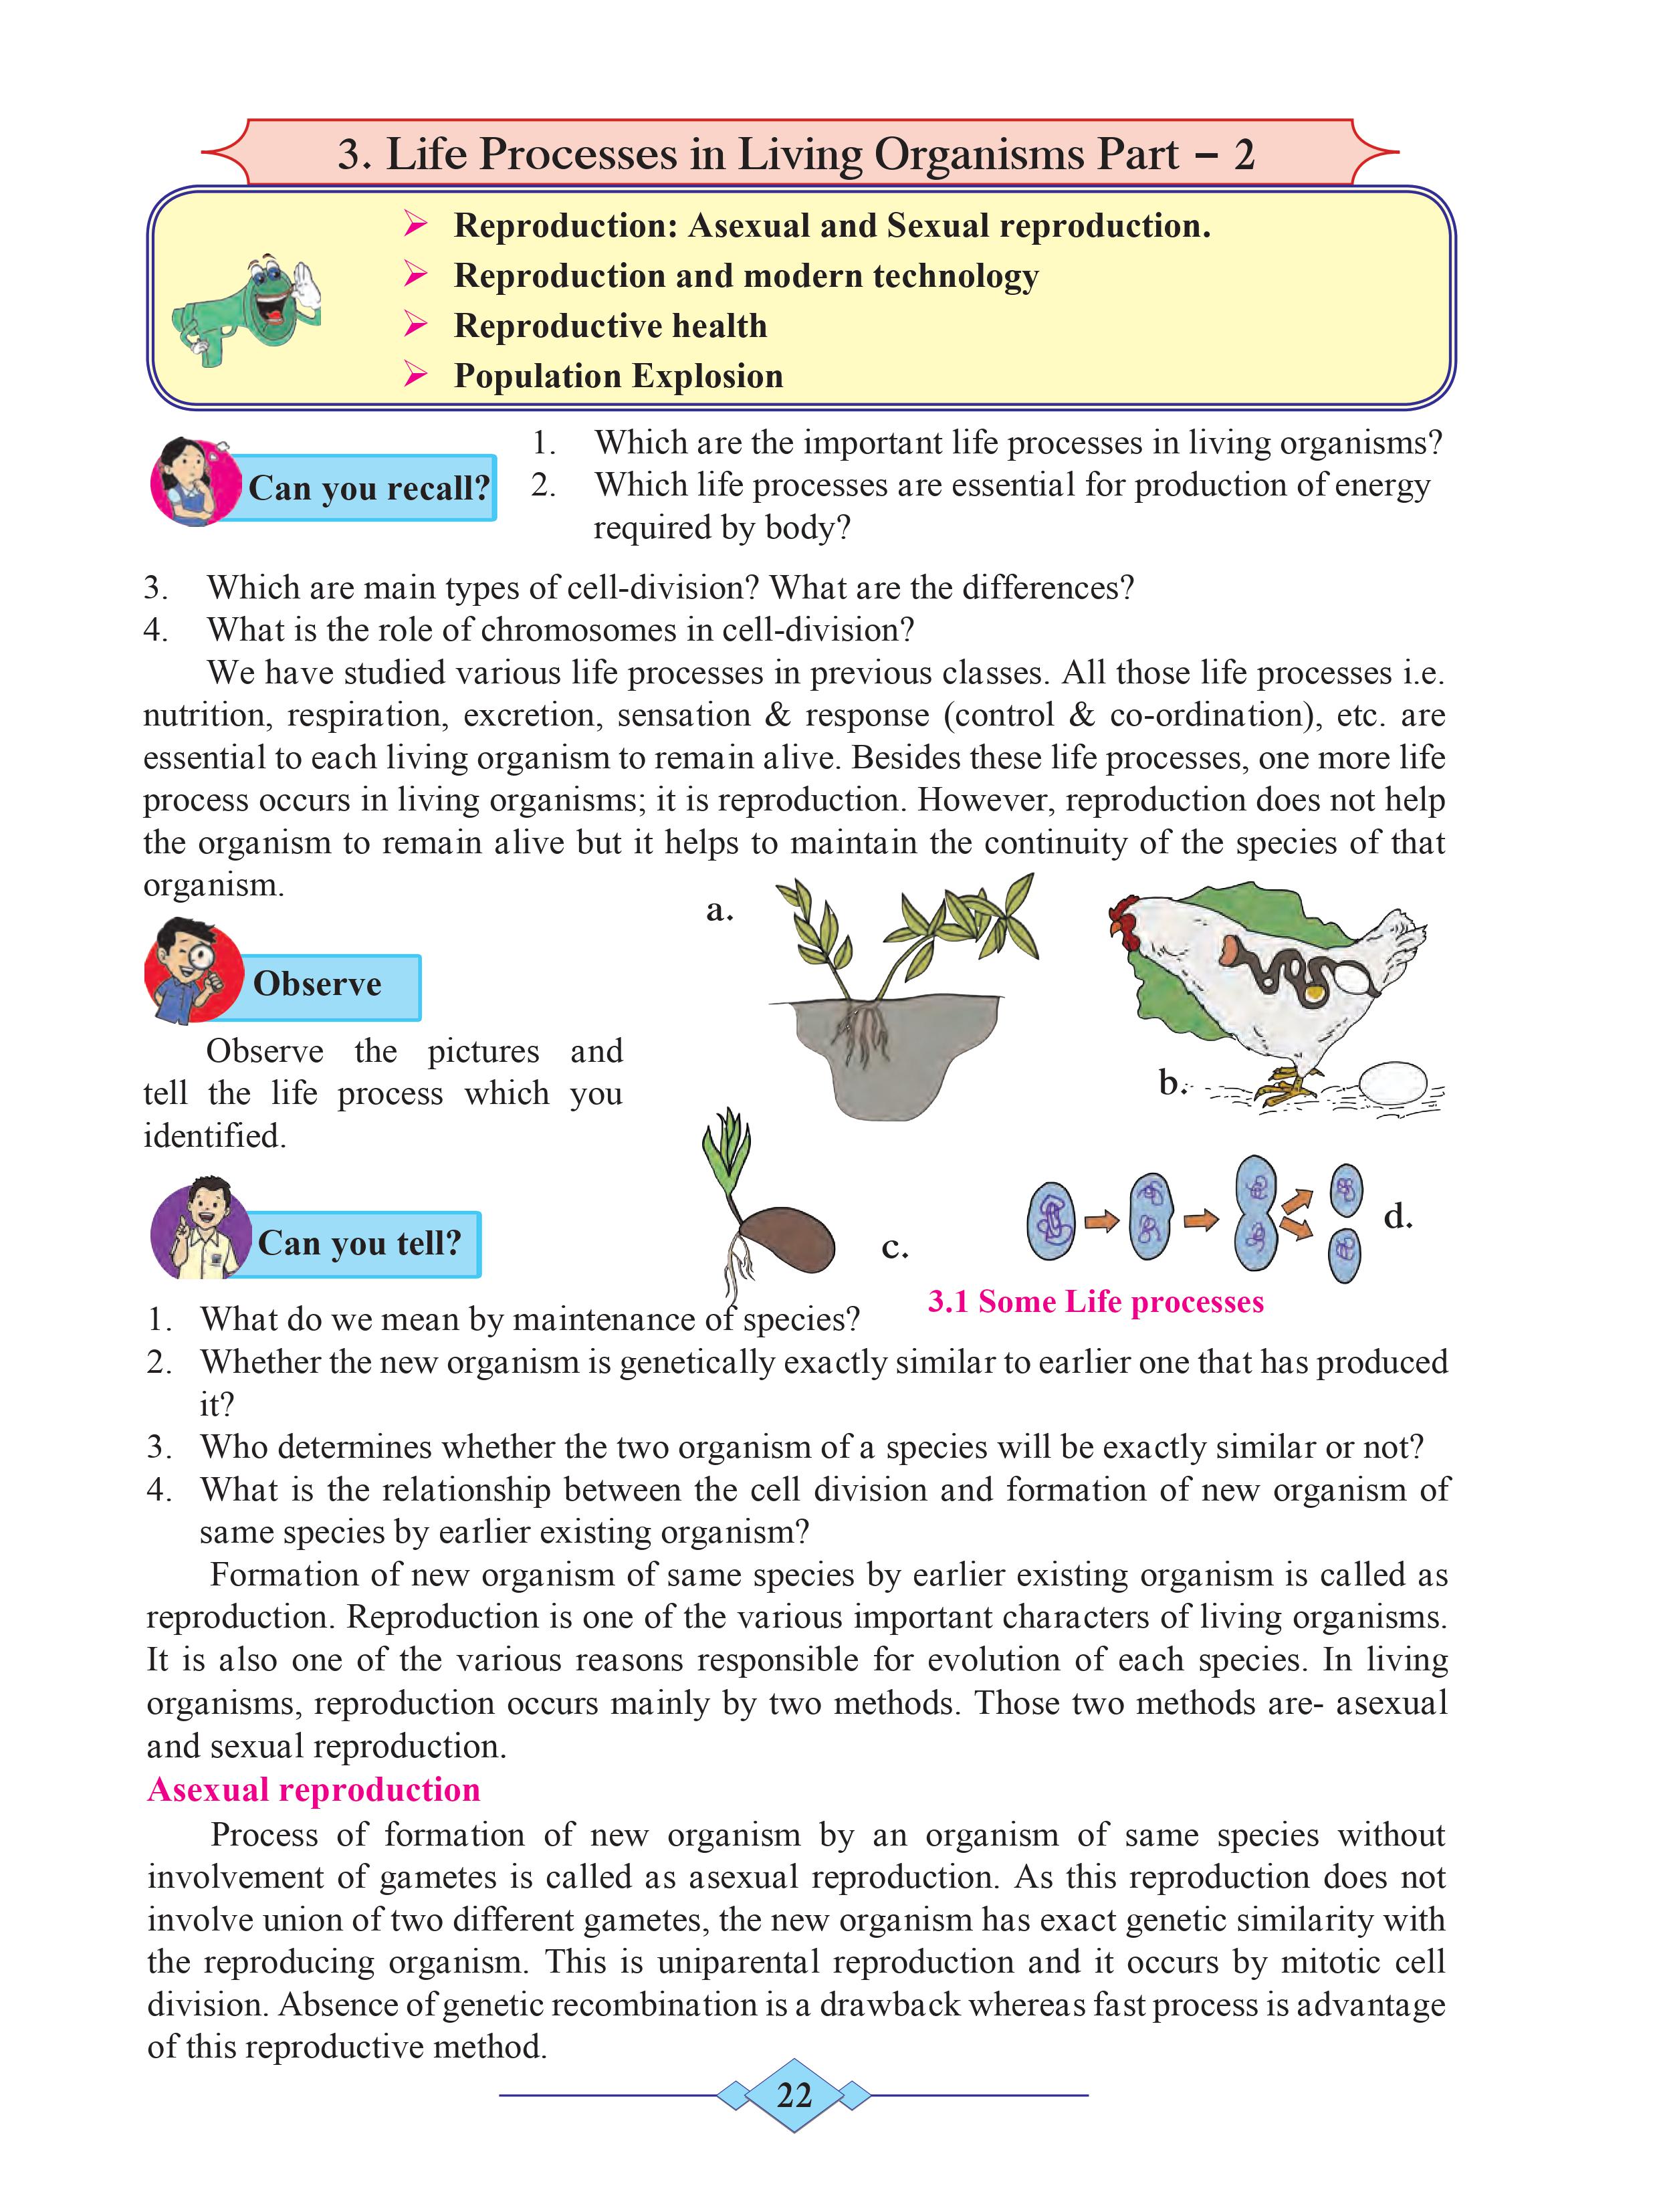 3. Life Processes in Living Organisms Part – 2
➢ Reproduction: Asexual and Sexual reproduction.
➢ Reproduction and modern technology
➢ Reproductive health
➢ Population Explosion
Can you recall?
1. Which are the important life processes in living organisms?
2. Which life processes are essential for production of energy
required by body?
3. Which are main types of cell-division? What are the differences?
4. What is the role of chromosomes in cell-division?
We have studied various life processes in previous classes. All those life processes i.e.
nutrition, respiration, excretion, sensation & response (control & co-ordination), etc. are
essential to each living organism to remain alive. Besides these life processes, one more life
process occurs in living organisms; it is reproduction. However, reproduction does not help
the organism to remain alive but it helps to maintain the continuity of the species of that
organism.
Observe
Observe the pictures and
tell the life process which you
identified.
a.
b.
c.
d.
3.1 Some Life processes
Can you tell?
1. What do we mean by maintenance of species?
2. Whether the new organism is genetically exactly similar to earlier one that has produced
it?
3. Who determines whether the two organism of a species will be exactly similar or not?
4. What is the relationship between the cell division and formation of new organism of
same species by earlier existing organism?
Formation of new organism of same species by earlier existing organism is called as
reproduction. Reproduction is one of the various important characters of living organisms.
It is also one of the various reasons responsible for evolution of each species. In living
organisms, reproduction occurs mainly by two methods. Those two methods are- asexual
and sexual reproduction.
Asexual reproduction
Process of formation of new organism by an organism of same species without
involvement of gametes is called as asexual reproduction. As this reproduction does not
involve union of two different gametes, the new organism has exact genetic similarity with
the reproducing organism. This is uniparental reproduction and it occurs by mitotic cell
division. Absence of genetic recombination is a drawback whereas fast process is advantage
of this reproductive method.
22